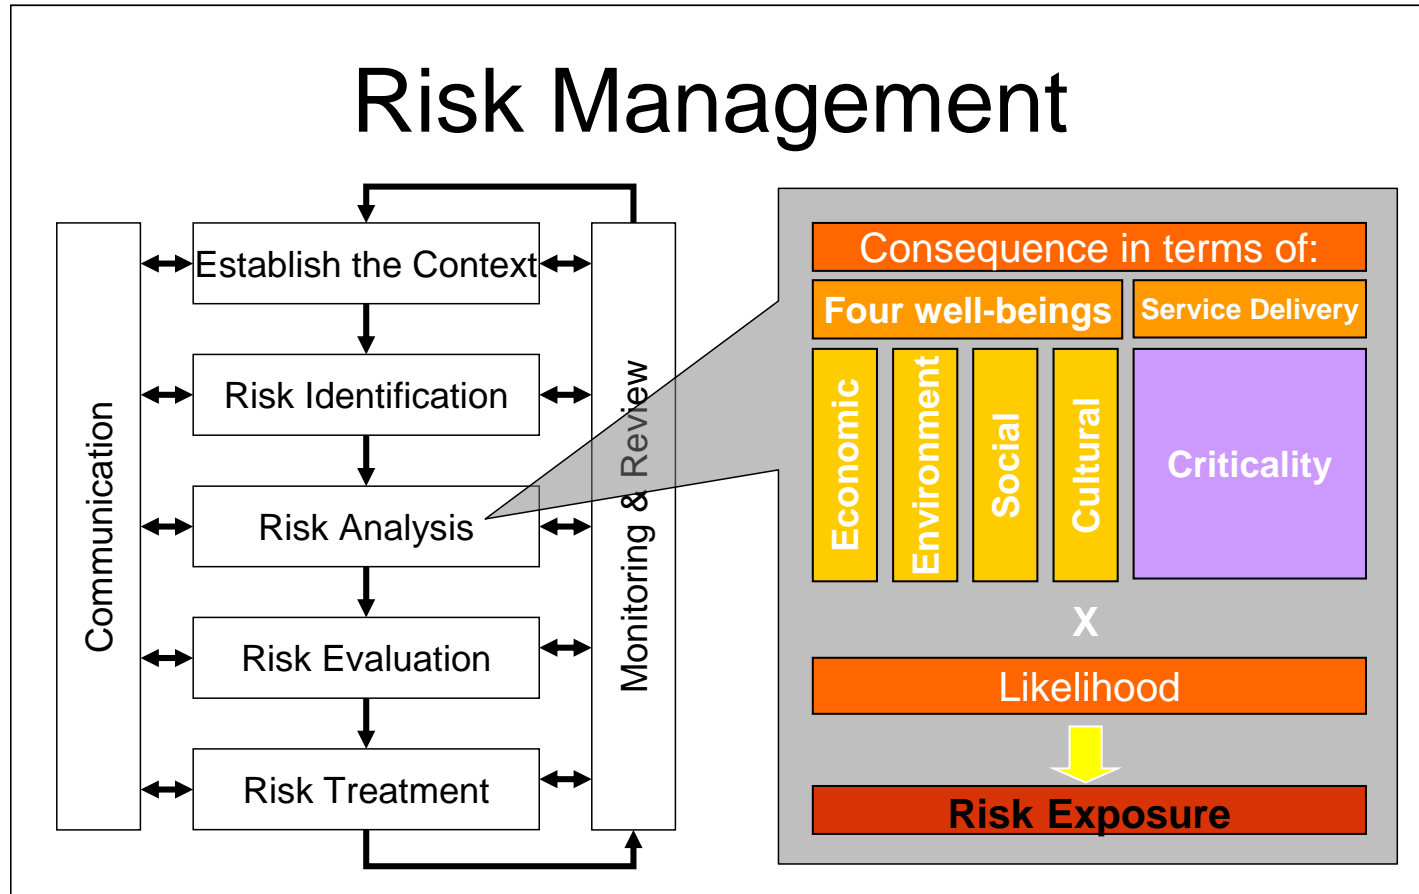 Risk Management
Communication
Establish the Context
Risk Identification
Risk Analysis
Risk Evaluation
Risk Treatment
Monitoring & Review
Consequence in terms of:
Four well-beings
Service Delivery
Economic
Environment
Social
Cultural
Criticality
X
Likelihood
Risk Exposure